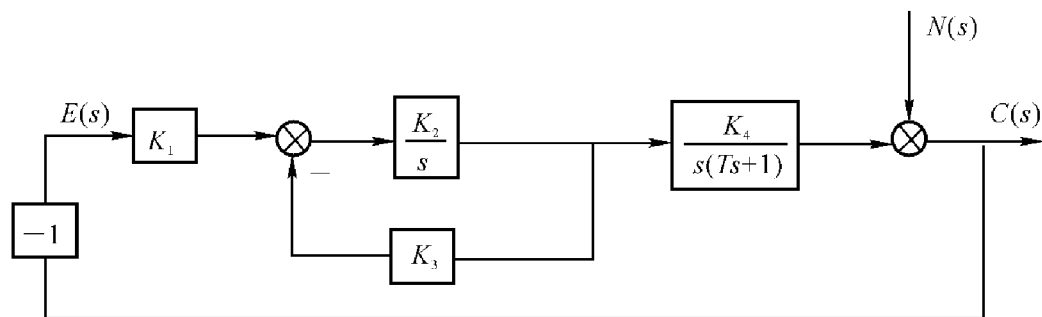 N(s)
E(s)
C(s)
K₁
K₂
s
K₄
s(Ts+1)
−
−1
K₃